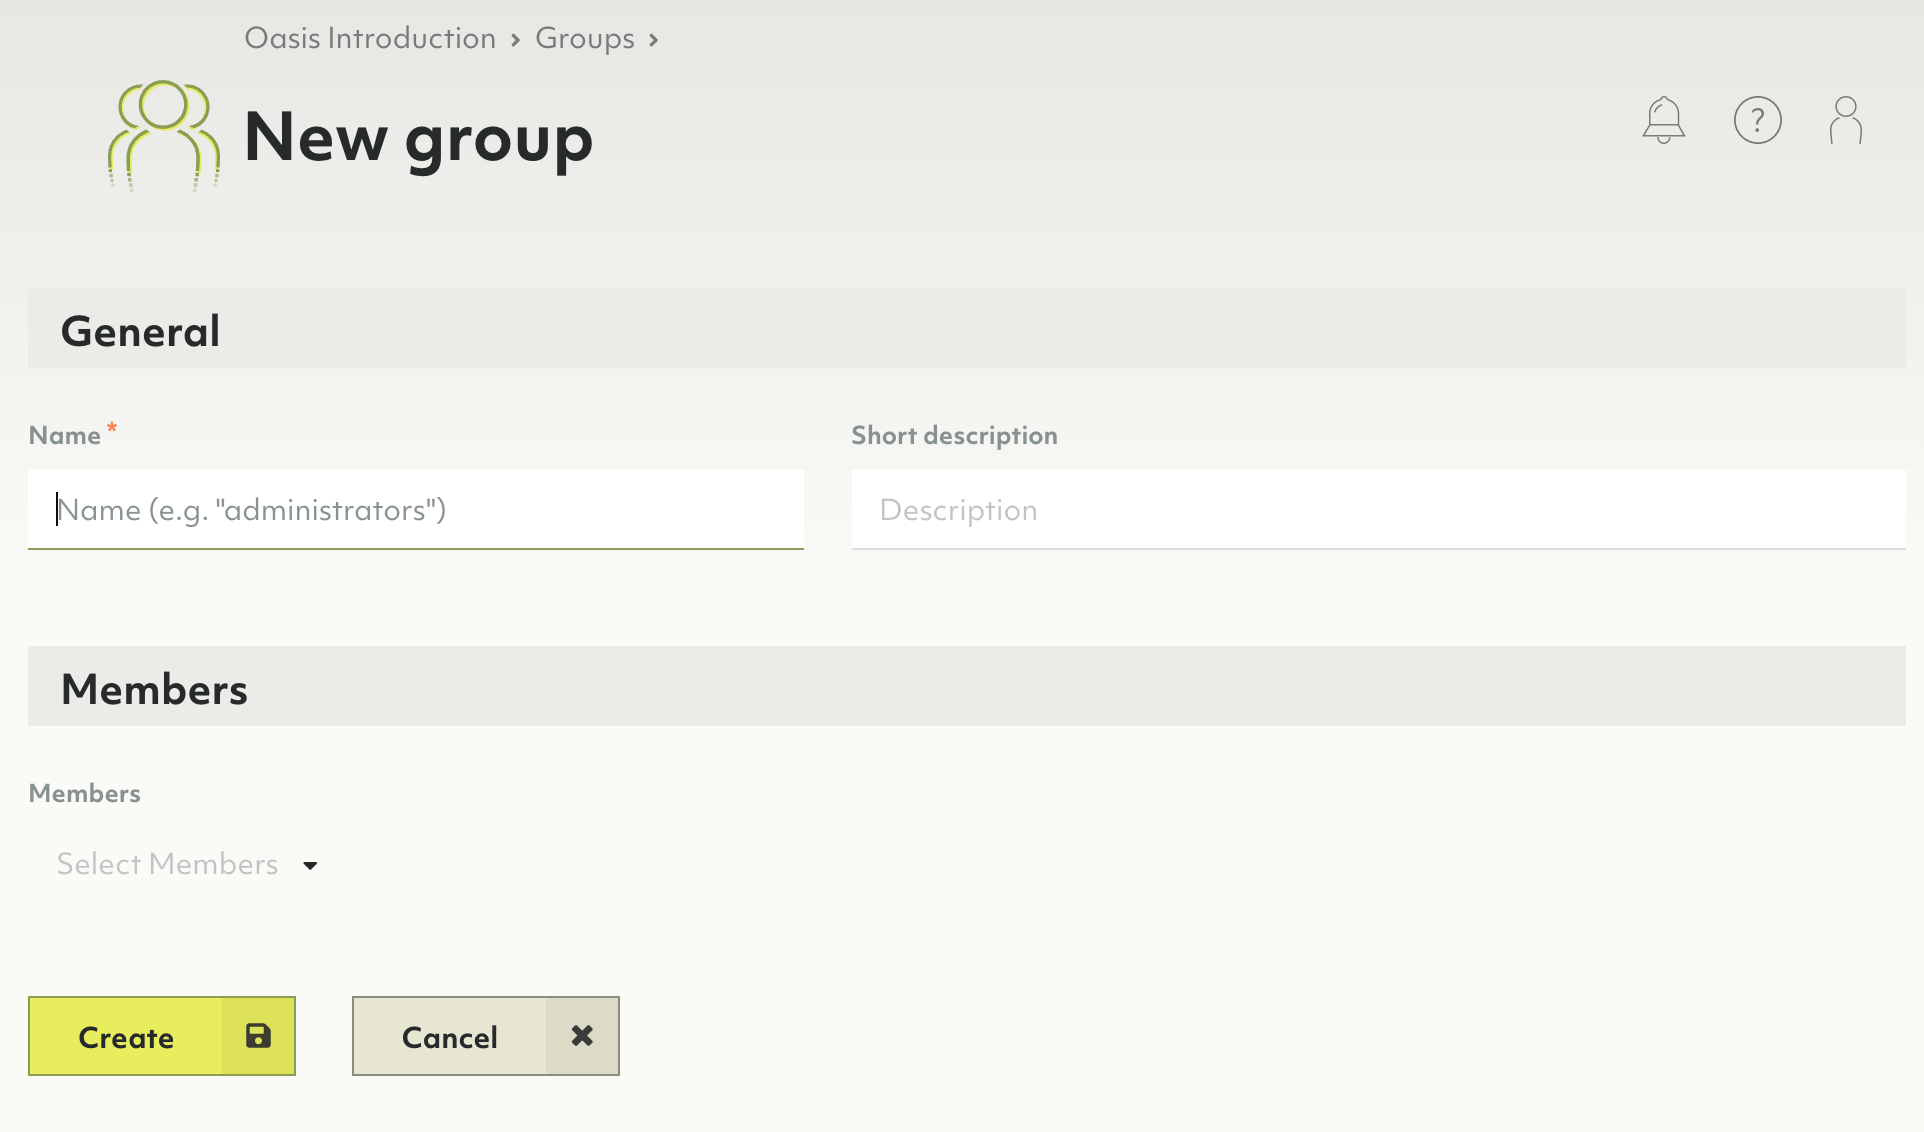 Oasis Introduction › Groups ›
New group
?
General
Name *
Short description
Name (e.g. "administrators")
Description
Members
Members
Select Members
Create
Cancel